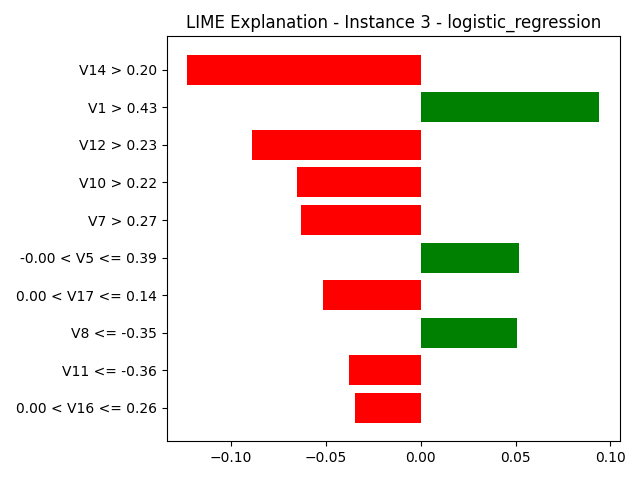 LIME Explanation - Instance 3 - logistic_regression
V14 > 0.20
V1 > 0.43
V12 > 0.23
V10 > 0.22
V7 > 0.27
-0.00 < V5 <= 0.39
0.00 < V17 <= 0.14
V8 <= -0.35
V11 <= -0.36
0.00 < V16 <= 0.26
−0.10 −0.05 0.00 0.05 0.10